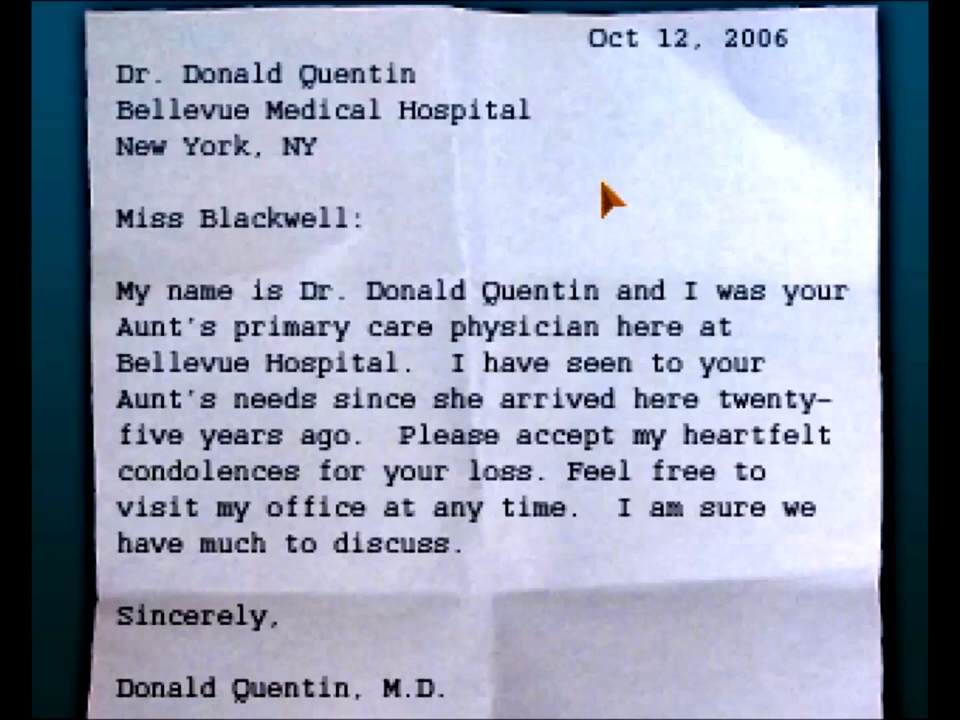 Oct 12, 2006
Dr. Donald Quentin
Bellevue Medical Hospital
New York, NY
Miss Blackwell:
My name is Dr. Donald Quentin and I was your
Aunt's primary care physician here at
Bellevue Hospital.  I have seen to your
Aunt's needs since she arrived here twenty-
five years ago.  Please accept my heartfelt
condolences for your loss. Feel free to
visit my office at any time.  I am sure we
have much to discuss.
Sincerely,
Donald Quentin, M.D.